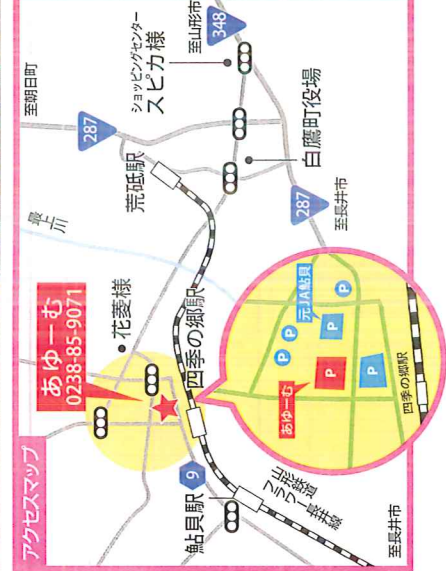 アクセスマップ
あゆーむ
0238-85-9071
至朝日町
287
最上川
荒砥駅
ショッピングセンター
スピカ様
至山形市
348
白鷹町役場
287
至長井市
花菱様
四季の郷駅
9
鮎貝駅
山形鉄道
フラワー長井線
至長井市
あゆーむ
元JA鮎貝
P
P
P
P
四季の郷駅